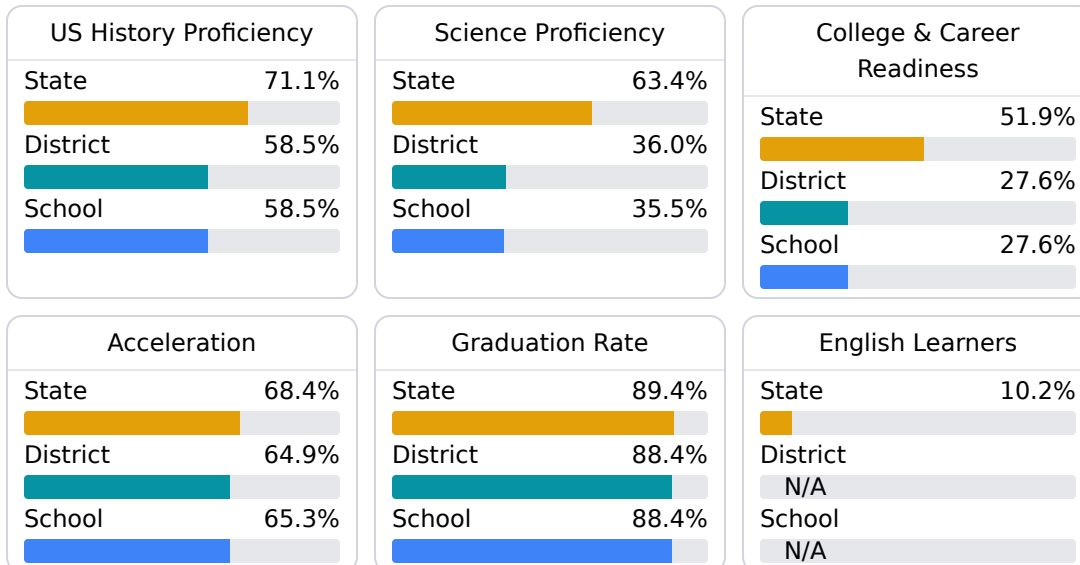 US History Proficiency
State 71.1%
District 58.5%
School 58.5%
Science Proficiency
State 63.4%
District 36.0%
School 35.5%
College & Career
Readiness
State 51.9%
District 27.6%
School 27.6%
Acceleration
State 68.4%
District 64.9%
School 65.3%
Graduation Rate
State 89.4%
District 88.4%
School 88.4%
English Learners
State 10.2%
District
N/A
School
N/A